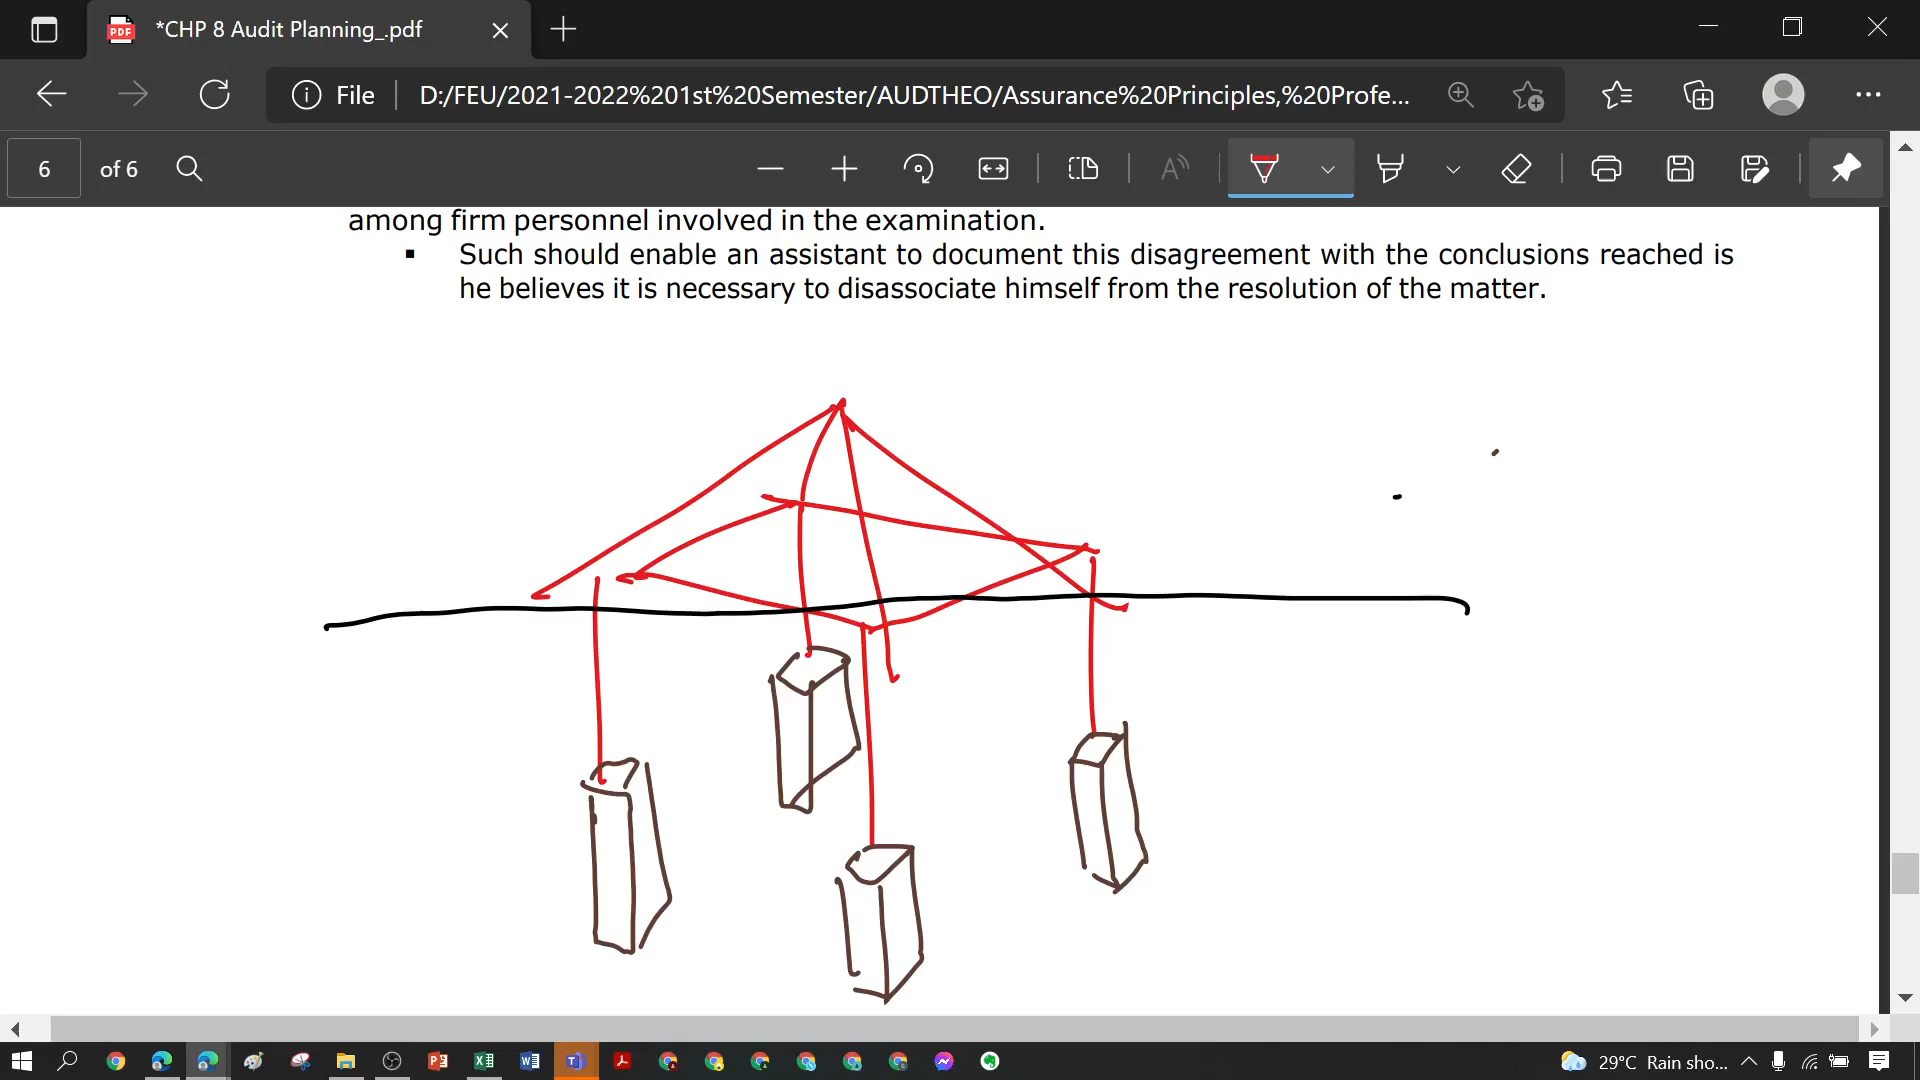 *CHP 8 Audit Planning_.pdf
File
D:/FEU/2021-2022%201st%20Semester/AUDTHEO/Assurance%20Principles,%20Profe...
6 of 6
among firm personnel involved in the examination.
▪ Such should enable an assistant to document this disagreement with the conclusions reached is
he believes it is necessary to disassociate himself from the resolution of the matter.
29°C Rain sho...